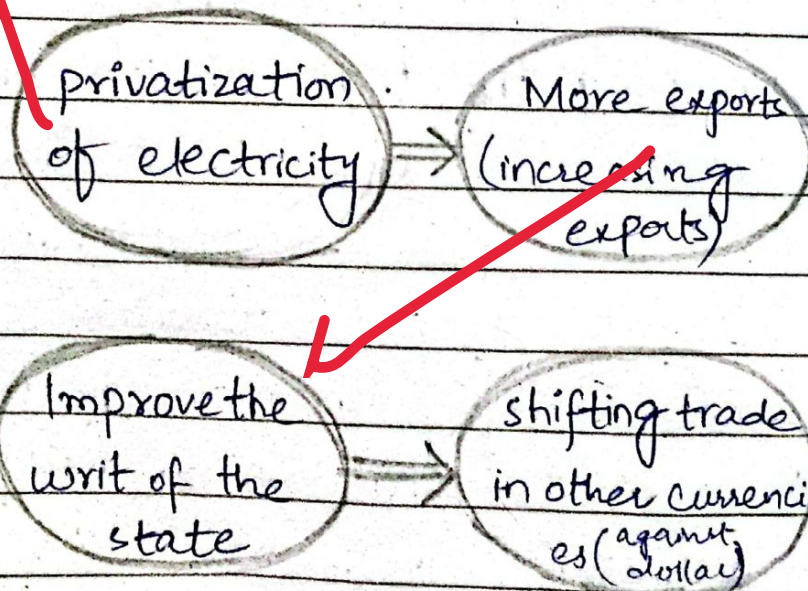 privatization
of electricity
More exports
(increasing
exports)
Improve the
writ of the
state
shifting trade
in other currenci
es (against
dollar)